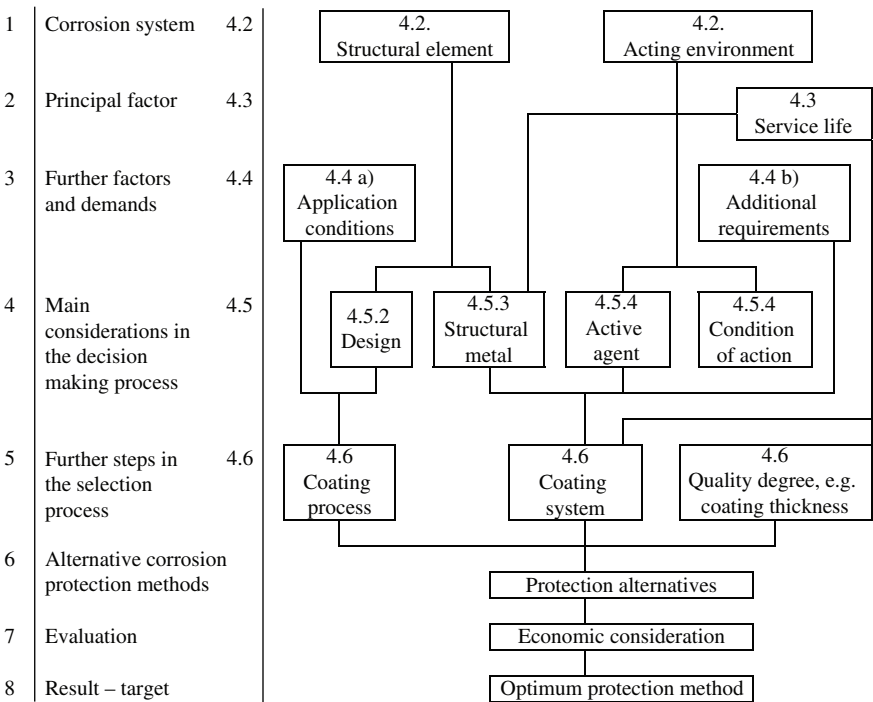 1 Corrosion system 4.2
4.2.
Structural element
4.2.
Acting environment
2 Principal factor 4.3
4.3
Service life
3 Further factors 4.4
and demands
4.4 a)
Application
conditions
4.4 b)
Additional
requirements
4 Main 4.5
considerations in
the decision
making process
4.5.2
Design
4.5.3
Structural
metal
4.5.4
Active
agent
4.5.4
Condition
of action
5 Further steps in 4.6
the selection
process
4.6
Coating
process
4.6
Coating
system
4.6
Quality degree, e.g.
coating thickness
6 Alternative corrosion
protection methods
Protection alternatives
7 Evaluation
Economic consideration
8 Result – target
Optimum protection method